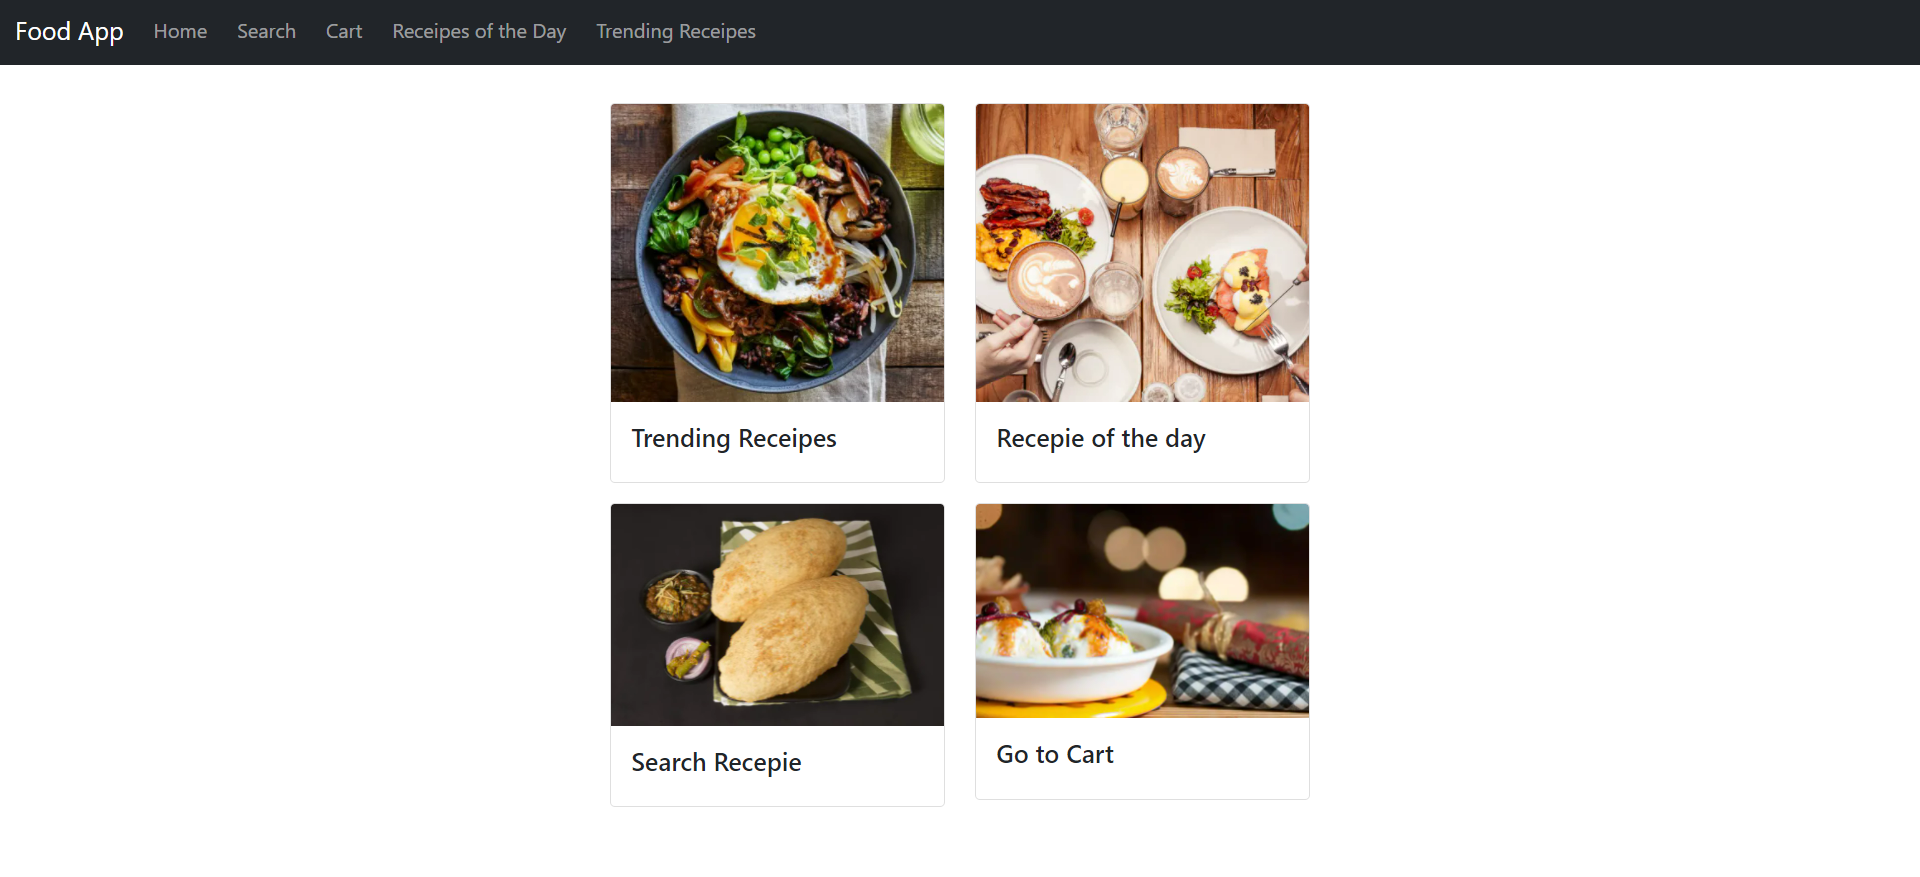 Food App Home Search Cart Receipes of the Day Trending Receipes
Trending Receipes
Recepie of the day
Search Recepie
Go to Cart